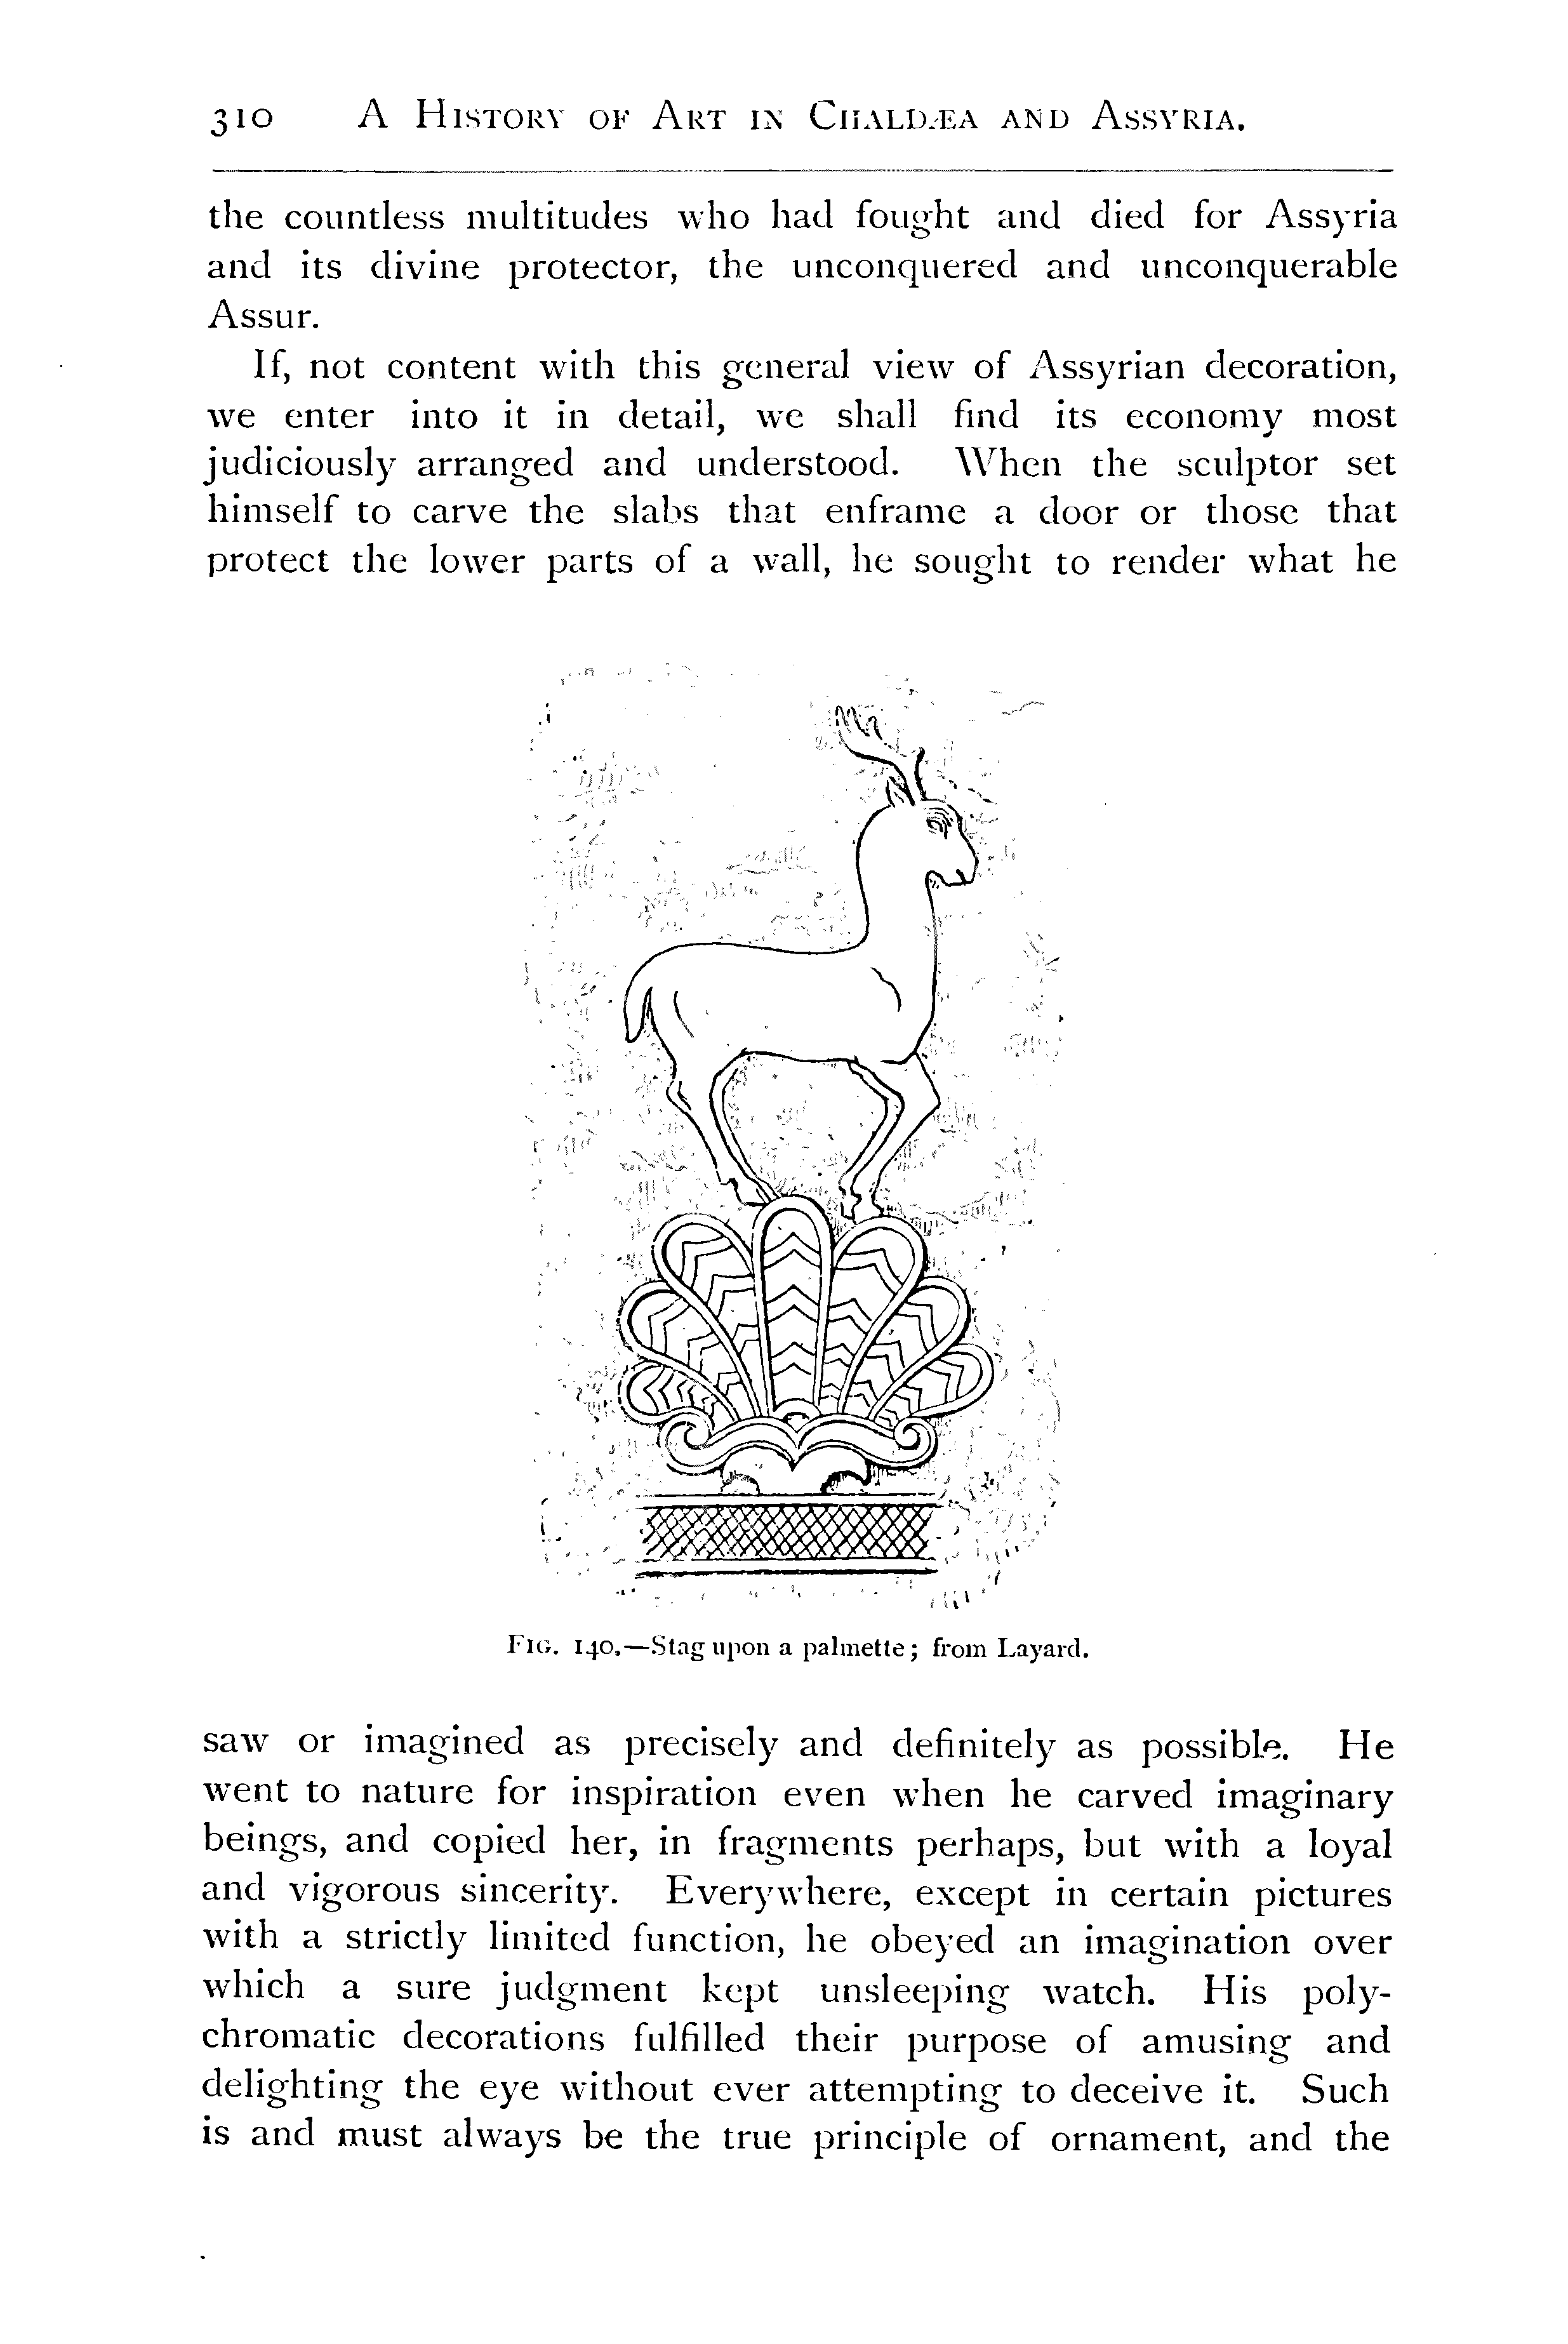 310 A History of Art in Chaldæa and Assyria.
the countless multitudes who had fought and died for Assyria
and its divine protector, the unconquered and unconquerable
Assur.
If, not content with this general view of Assyrian decoration,
we enter into it in detail, we shall find its economy most
judiciously arranged and understood. When the sculptor set
himself to carve the slabs that enframe a door or those that
protect the lower parts of a wall, he sought to render what he
Fig. 140.—Stag upon a palmette; from Layard.
saw or imagined as precisely and definitely as possible. He
went to nature for inspiration even when he carved imaginary
beings, and copied her, in fragments perhaps, but with a loyal
and vigorous sincerity. Everywhere, except in certain pictures
with a strictly limited function, he obeyed an imagination over
which a sure judgment kept unsleeping watch. His poly-
chromatic decorations fulfilled their purpose of amusing and
delighting the eye without ever attempting to deceive it. Such
is and must always be the true principle of ornament, and the